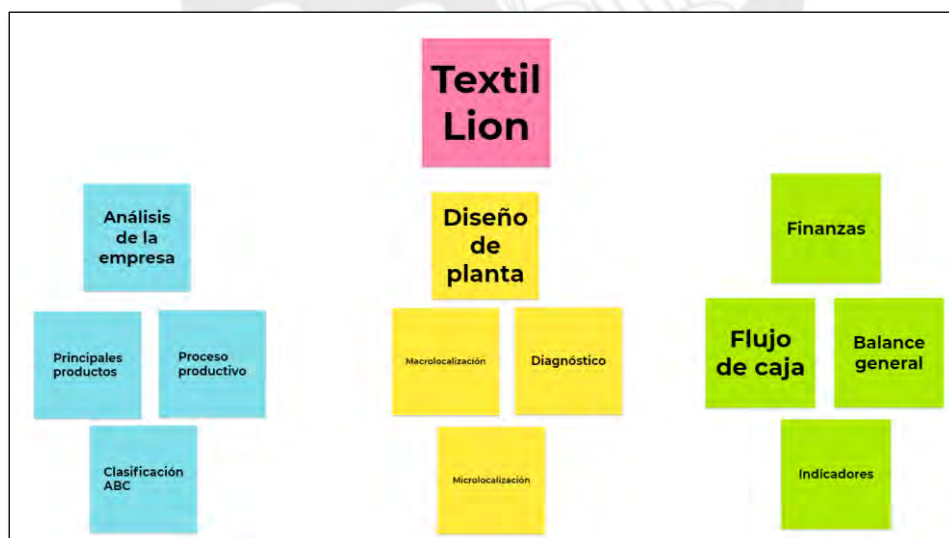 Textil
Lion
Análisis
de la
empresa
Principales
productos
Proceso
productivo
Clasificación
ABC
Diseño
de
planta
Macrolocalización
Diagnóstico
Microlocalización
Finanzas
Flujo
de caja
Balance
general
Indicadores